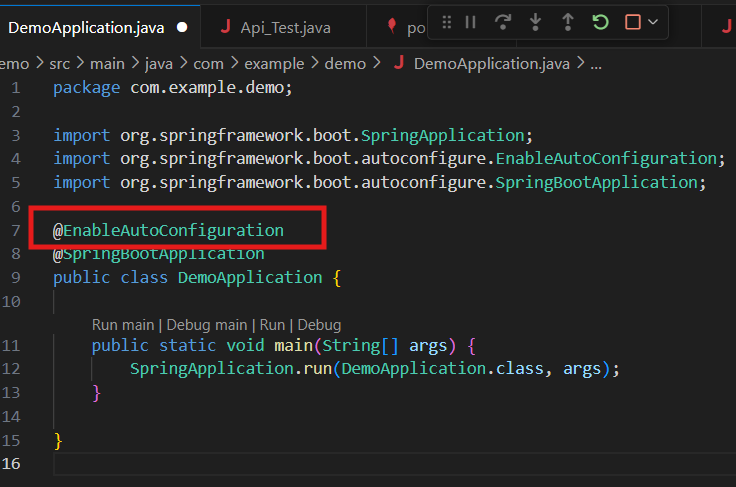 DemoApplication.java ● Api_Test.java po
emo > src > main > java > com > example > demo > DemoApplication.java > ...
1 package com.example.demo;
2
3 import org.springframework.boot.SpringApplication;
4 import org.springframework.boot.autoconfigure.EnableAutoConfiguration;
5 import org.springframework.boot.autoconfigure.SpringBootApplication;
6
7 @EnableAutoConfiguration
8 @SpringBootApplication
9 public class DemoApplication {
10
Run main | Debug main | Run | Debug
11 public static void main(String[] args) {
12 SpringApplication.run(DemoApplication.class, args);
13 }
14
15 }
16